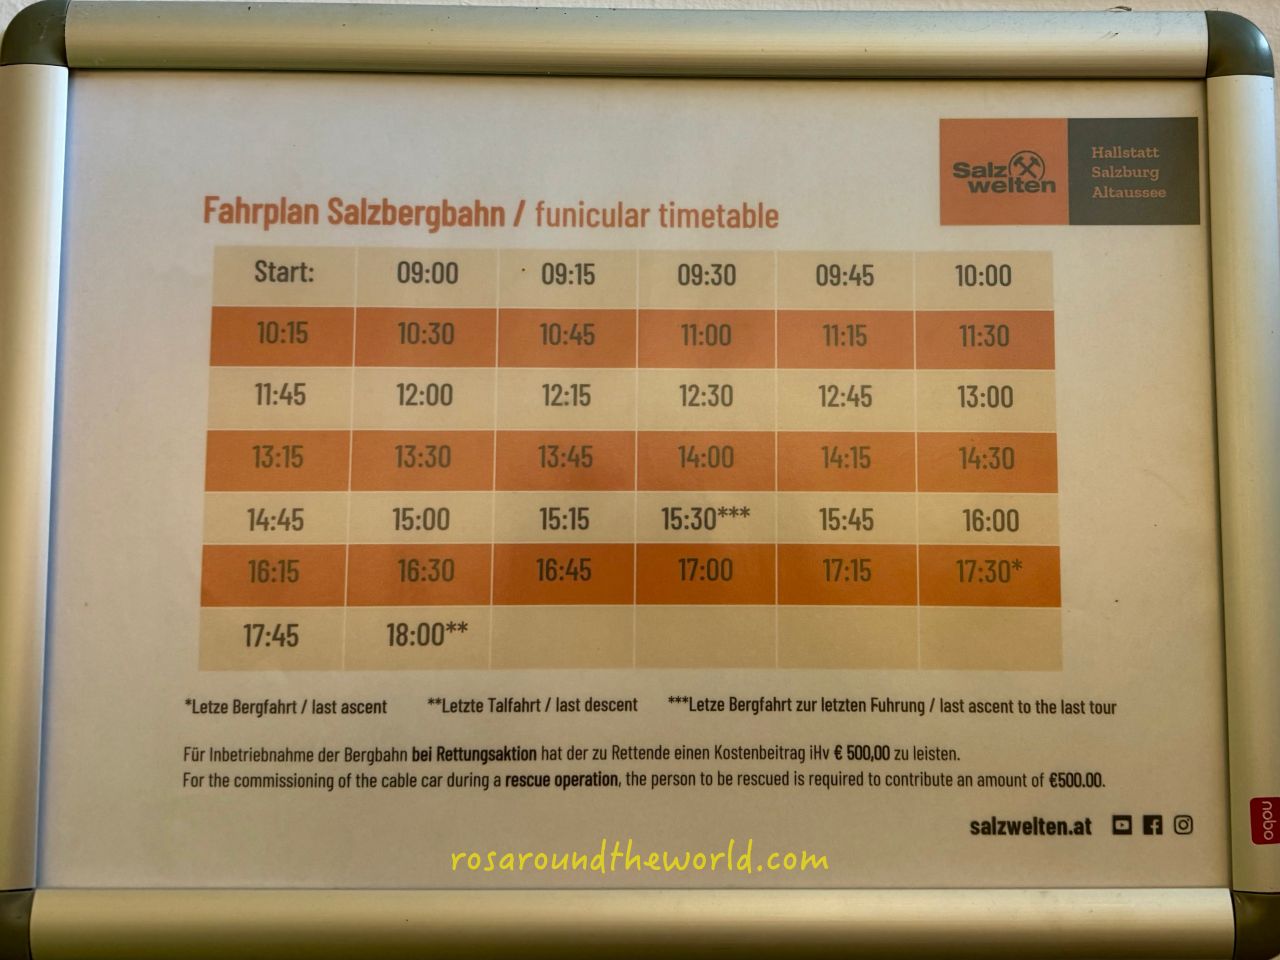 Salz
welten
Hallstatt
Salzburg
Altaussee
Fahrplan Salzbergbahn / funicular timetable
Start: 09:00 09:15 09:30 09:45 10:00
10:15 10:30 10:45 11:00 11:15 11:30
11:45 12:00 12:15 12:30 12:45 13:00
13:15 13:30 13:45 14:00 14:15 14:30
14:45 15:00 15:15 15:30*** 15:45 16:00
16:15 16:30 16:45 17:00 17:15 17:30*
17:45 18:00**
*Letze Bergfahrt / last ascent **Letzte Talfahrt / last descent ***Letze Bergfahrt zur letzten Fuhrung / last ascent to the last tour
Für Inbetriebnahme der Bergbahn bei Rettungsaktion hat der zu Rettende einen Kostenbeitrag iHv € 500,00 zu leisten.
For the commissioning of the cable car during a rescue operation, the person to be rescued is required to contribute an amount of €500.00.
salzwelten.at
nobo
rosaroundtheworld.com